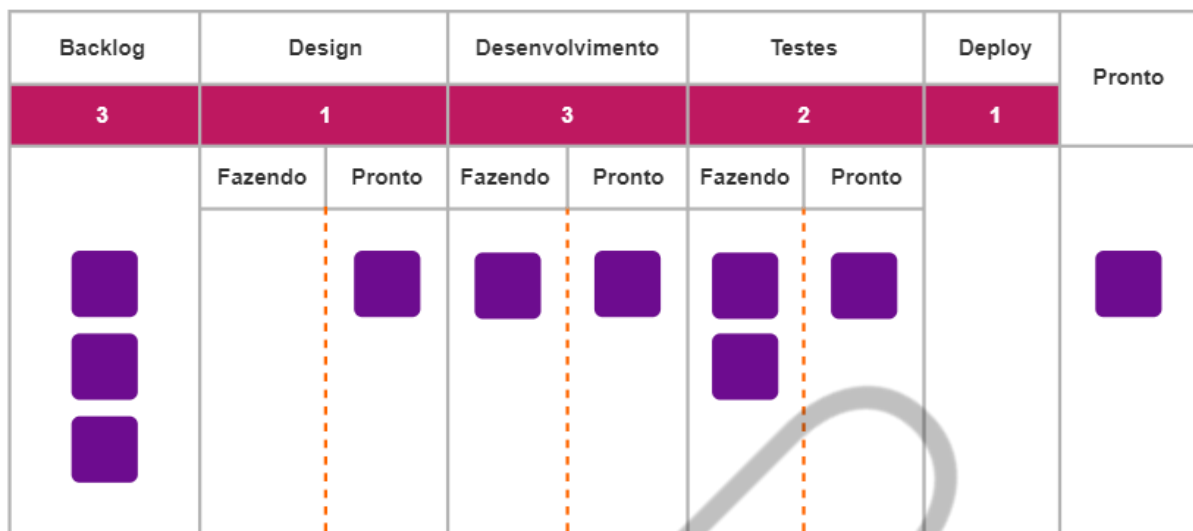 Backlog Design Desenvolvimento Testes Deploy Pronto
3 1 3 2 1
Fazendo Pronto Fazendo Pronto Fazendo Pronto